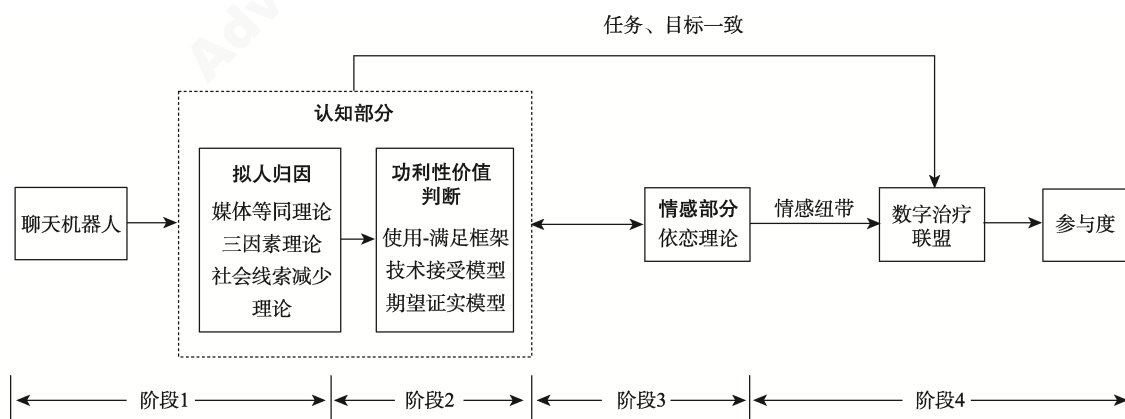 Adv
任务、目标一致
认知部分
拟人归因
媒体等同理论
三因素理论
社会线索减少
理论
功利性价值
判断
使用-满足框架
技术接受模型
期望证实模型
聊天机器人
情感部分
依恋理论
情感纽带
数字治疗
联盟
参与度
阶段1
阶段2
阶段3
阶段4